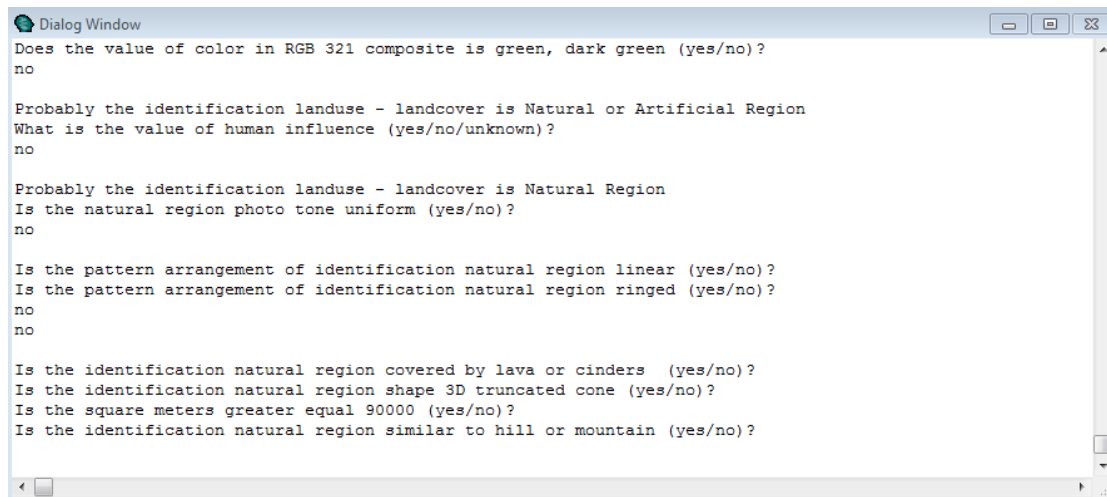 Dialog Window
Does the value of color in RGB 321 composite is green, dark green (yes/no)?
no
Probably the identification landuse - landcover is Natural or Artificial Region
What is the value of human influence (yes/no/unknown)?
no
Probably the identification landuse - landcover is Natural Region
Is the natural region photo tone uniform (yes/no)?
no
Is the pattern arrangement of identification natural region linear (yes/no)?
Is the pattern arrangement of identification natural region ringed (yes/no)?
no
no
Is the identification natural region covered by lava or cinders  (yes/no)?
Is the identification natural region shape 3D truncated cone (yes/no)?
Is the square meters greater equal 90000 (yes/no)?
Is the identification natural region similar to hill or mountain (yes/no)?